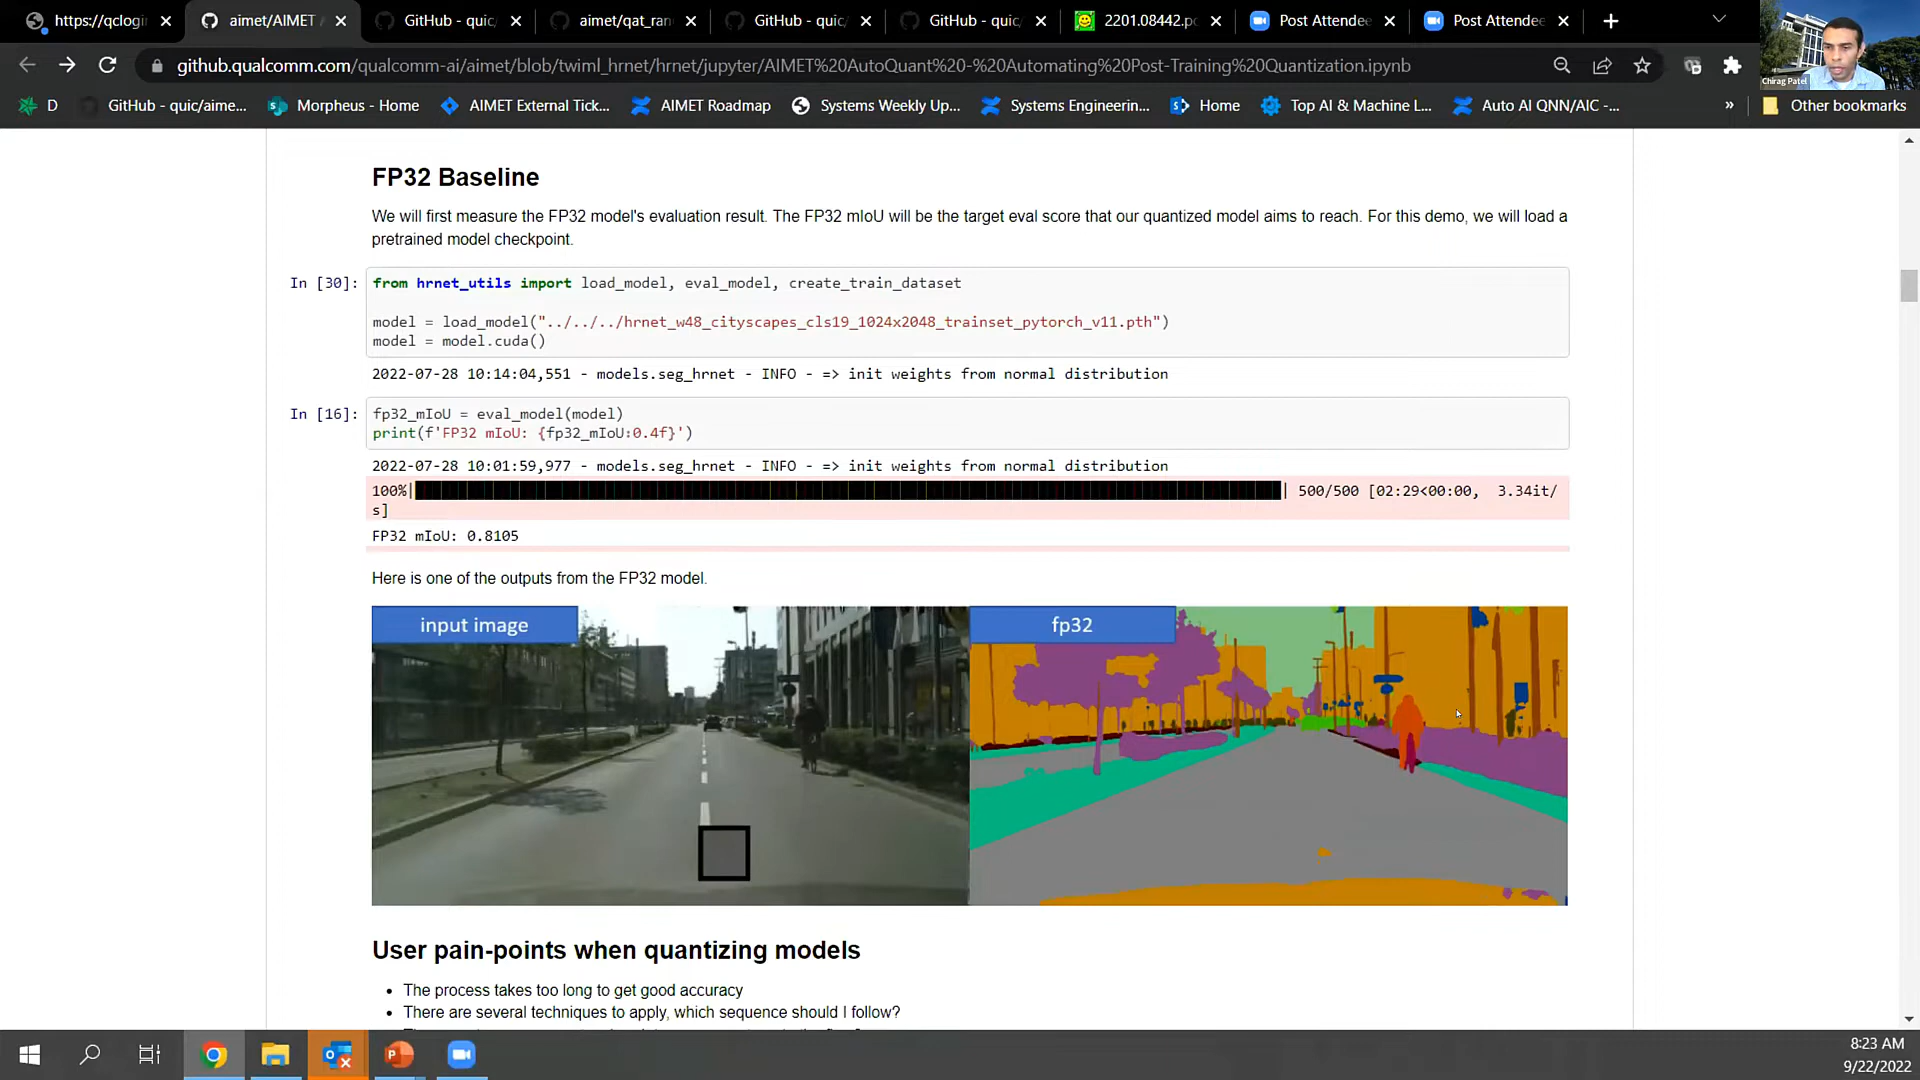 https://qclogin
aimet/AIMET
GitHub - quic/
aimet/qat_ran
GitHub - quic/
GitHub - quic/
2201.08442.p
Post Attendee
Post Attendee
Chirag Patel
github.qualcomm.com/qualcomm-ai/aimet/blob/twiml_hrnet/hrnet/jupyter/AIMET%20AutoQuant%20-%20Automating%20Post-Training%20Quantization.ipynb
D
GitHub - quic/aime...
Morpheus - Home
AIMET External Tick...
AIMET Roadmap
Systems Weekly Up...
Systems Engineerin...
Home
Top AI & Machine L...
Auto AI QNN/AIC -...
»
Other bookmarks
FP32 Baseline
We will first measure the FP32 model's evaluation result. The FP32 mIoU will be the target eval score that our quantized model aims to reach. For this demo, we will load a
pretrained model checkpoint.
In [30]:
from hrnet_utils import load_model, eval_model, create_train_dataset
model = load_model("../../../hrnet_w48_cityscapes_cls19_1024x2048_trainset_pytorch_v11.pth")
model = model.cuda()
2022-07-28 10:14:04,551 - models.seg_hrnet - INFO - => init weights from normal distribution
In [16]:
fp32_mIoU = eval_model(model)
print(f'FP32 mIoU: {fp32_mIoU:0.4f}')
2022-07-28 10:01:59,977 - models.seg_hrnet - INFO - => init weights from normal distribution
100%| | 500/500 [02:29<00:00, 3.34it/
s]
FP32 mIoU: 0.8105
Here is one of the outputs from the FP32 model.
input image
fp32
User pain-points when quantizing models
• The process takes too long to get good accuracy
• There are several techniques to apply, which sequence should I follow?
8:23 AM
9/22/2022